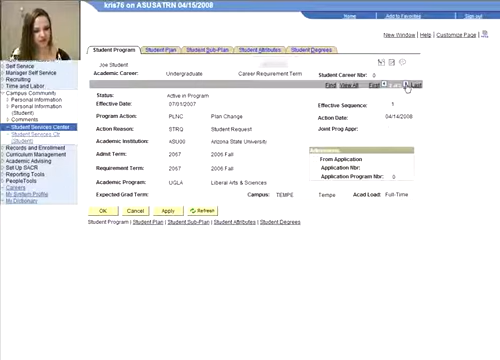 kris76 on ASUSATRN 04/15/2008
Home Add to Favorites Sign out
New Window | Help | Customize Page |
Student Program Student Plan Student Sub-Plan Student Attributes Student Degrees
Joe Student
Academic Career: Undergraduate Career Requirement Term Student Career Nbr: 0
Find View All First Last
Status: Active in Program
Effective Date: 07/01/2007 Effective Sequence: 1
Program Action: PLNC Plan Change Action Date: 04/14/2008
Action Reason: STRQ Student Request Joint Prog Appr:
Academic Institution: ASU00 Arizona State University
Admissions
Admit Term: 2067 2006 Fall From Application
Application Nbr:
Requirement Term: 2067 2006 Fall
Application Program Nbr: 0
Academic Program: UGLA Liberal Arts & Sciences
Expected Grad Term: Campus: TEMPE Tempe Acad Load: Full-Time
OK Cancel Apply Refresh
Student Program | Student Plan | Student Sub-Plan | Student Attributes | Student Degrees
Self Service
Manager Self Service
Recruiting
Time and Labor
Campus Community
Personal Information
Personal Information
(Student)
Comments
Student Services Center
Student Services Ctr
(Student)
Records and Enrollment
Curriculum Management
Academic Advising
Set Up SACR
Reporting Tools
PeopleTools
Careers
My System Profile
My Dictionary